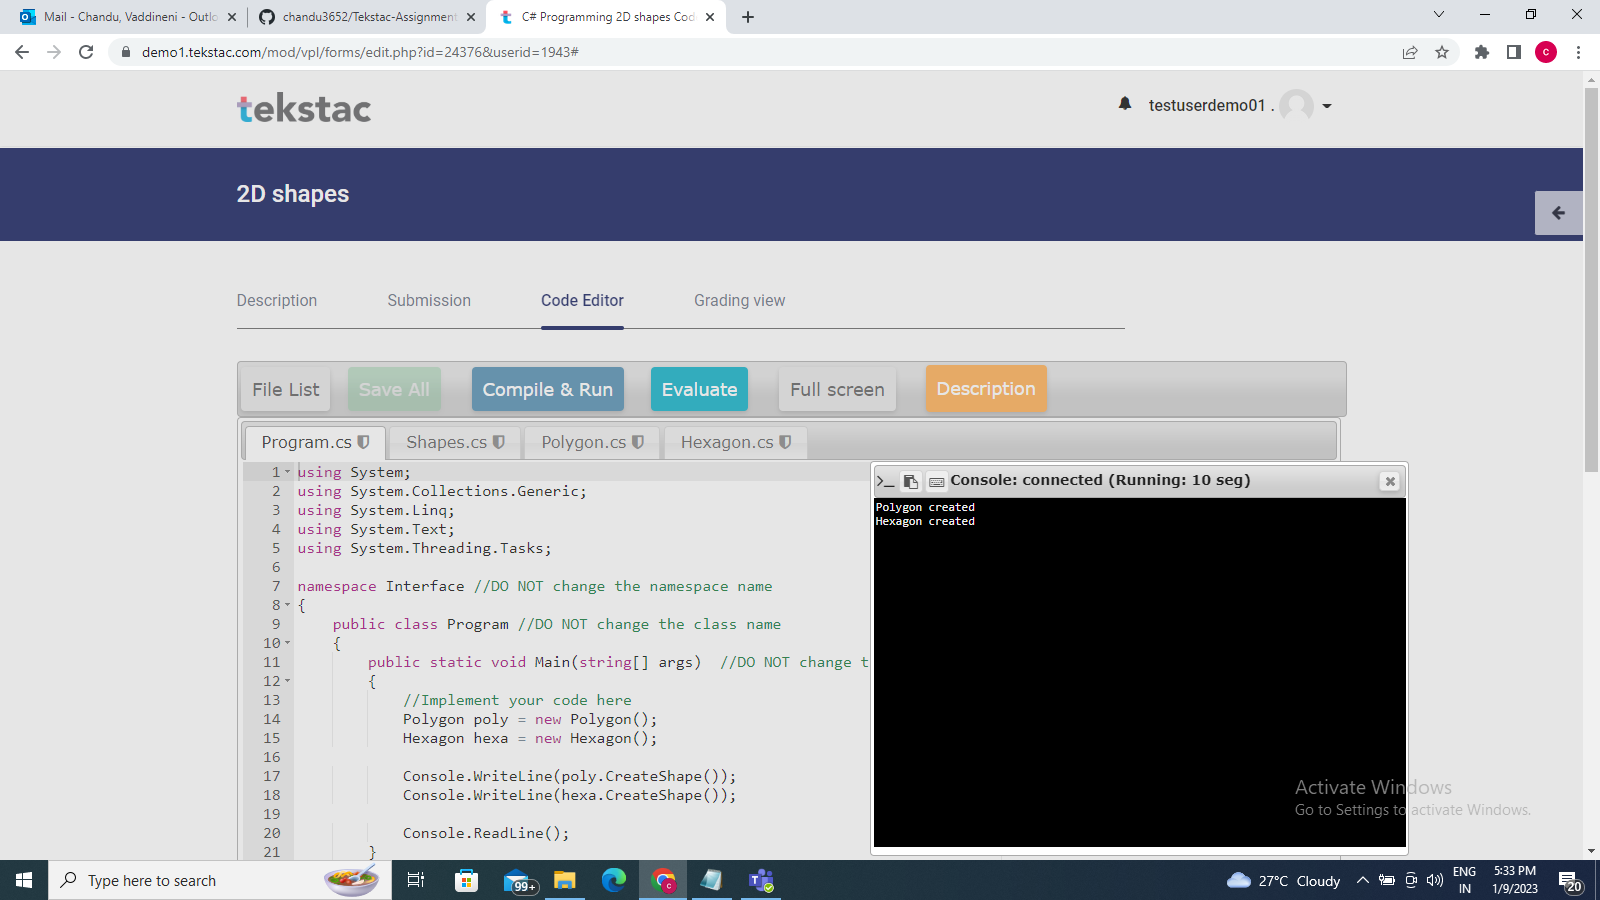 Mail - Chandu, Vaddineni - Outlo
chandu3652/Tekstac-Assignment
C# Programming 2D shapes Cod
demo1.tekstac.com/mod/vpl/forms/edit.php?id=24376&userid=1943#
c
tekstac
testuserdemo01 .
2D shapes
Description
Submission
Code Editor
Grading view
File List
Save All
Compile & Run
Evaluate
Full screen
Description
Program.cs
Shapes.cs
Polygon.cs
Hexagon.cs
1 using System;
2 using System.Collections.Generic;
3 using System.Linq;
4 using System.Text;
5 using System.Threading.Tasks;
6
7 namespace Interface //DO NOT change the namespace name
8 {
9 public class Program //DO NOT change the class name
10 {
11 public static void Main(string[] args) //DO NOT change t
12 {
13 //Implement your code here
14 Polygon poly = new Polygon();
15 Hexagon hexa = new Hexagon();
16
17 Console.WriteLine(poly.CreateShape());
18 Console.WriteLine(hexa.CreateShape());
19
20 Console.ReadLine();
21 }
Console: connected (Running: 10 seg)
Polygon created
Hexagon created
Activate Windows
Go to Settings to activate Windows.
Type here to search
99+
27°C Cloudy
ENG
IN
5:33 PM
1/9/2023
20